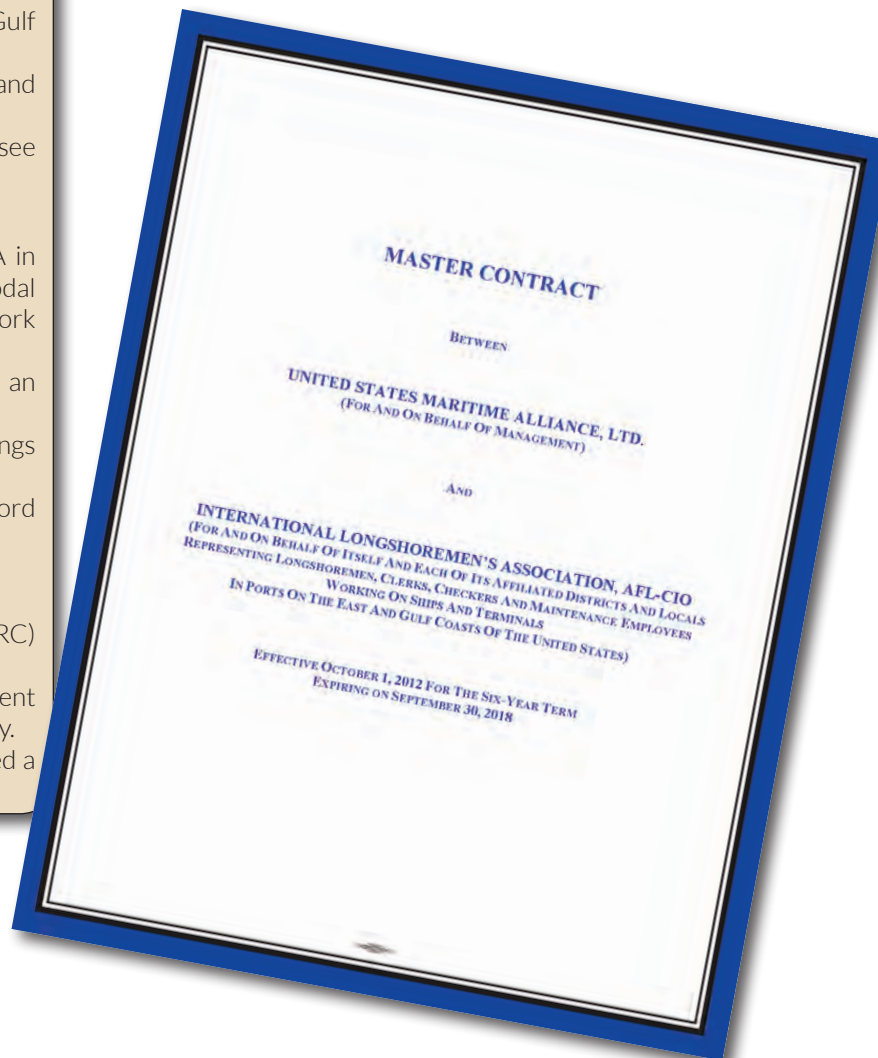 Gulf
and
see
A in
odal
ork
an
ngs
ord
RC)
ent
y.
ed a
MASTER CONTRACT
BETWEEN
UNITED STATES MARITIME ALLIANCE, LTD.
(FOR AND ON BEHALF OF MANAGEMENT)
AND
INTERNATIONAL LONGSHOREMEN'S ASSOCIATION, AFL-CIO
(FOR AND ON BEHALF OF ITSELF AND EACH OF ITS AFFILIATED DISTRICTS AND LOCALS
REPRESENTING LONGSHOREMEN, CLERKS, CHECKERS AND MAINTENANCE EMPLOYEES
WORKING ON SHIPS AND TERMINALS
IN PORTS ON THE EAST AND GULF COASTS OF THE UNITED STATES)
EFFECTIVE OCTOBER 1, 2012 FOR THE SIX-YEAR TERM
EXPIRING ON SEPTEMBER 30, 2018